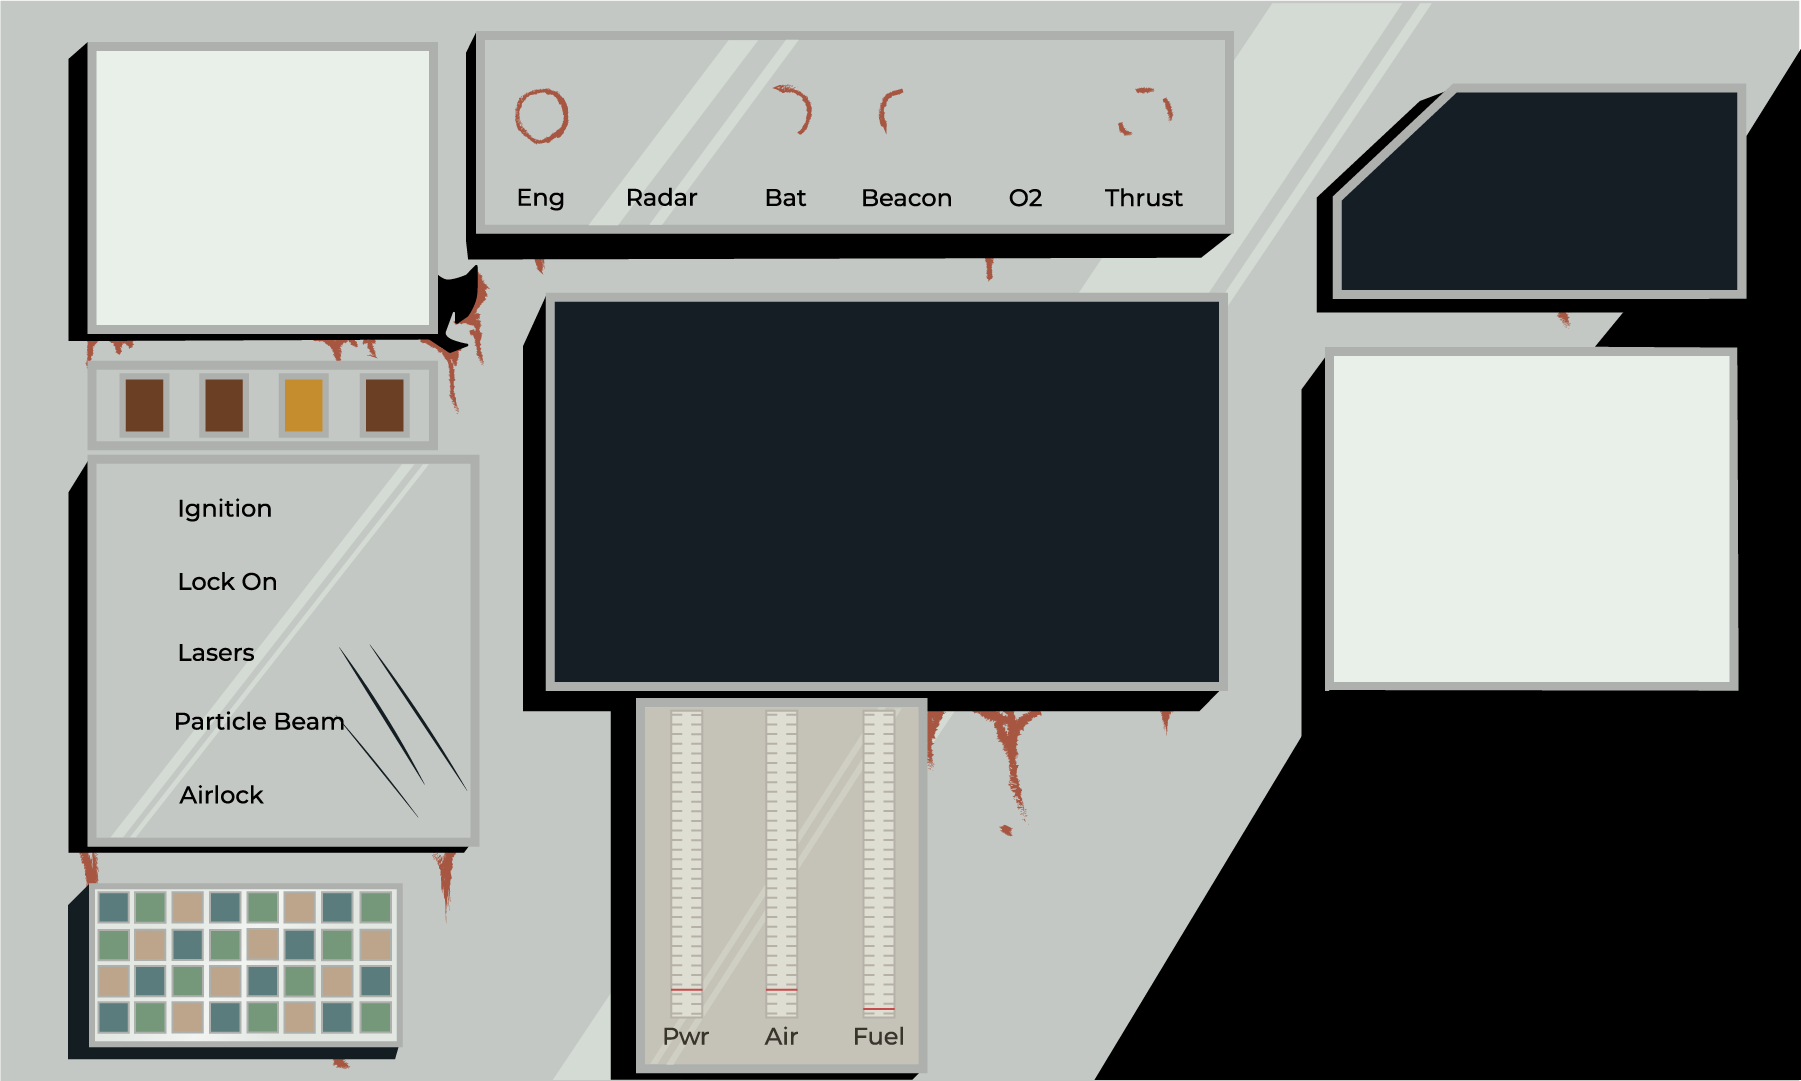 Eng Radar Bat Beacon O2 Thrust
Ignition
Lock On
Lasers
Particle Beam
Airlock
Pwr Air Fuel